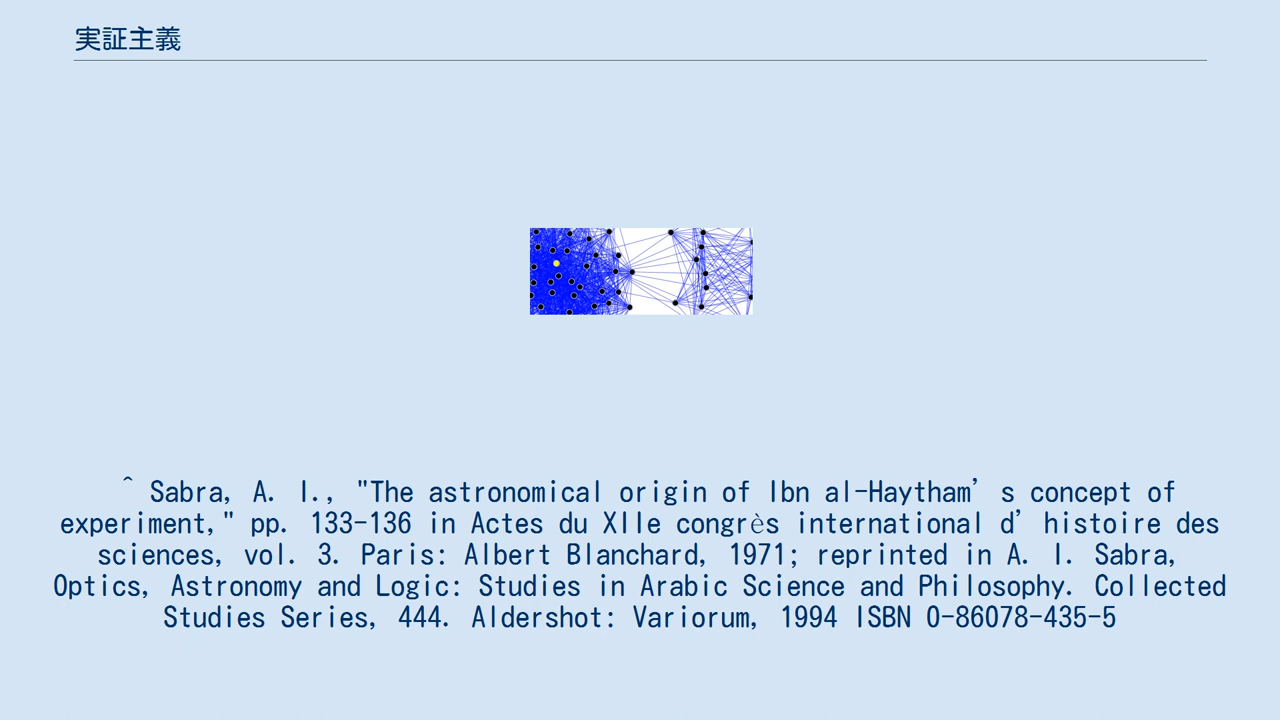 実証主義
^ Sabra, A. I., "The astronomical origin of Ibn al-Haytham’s concept of
experiment," pp. 133-136 in Actes du XIIe congrès international d’histoire des
sciences, vol. 3. Paris: Albert Blanchard, 1971; reprinted in A. I. Sabra,
Optics, Astronomy and Logic: Studies in Arabic Science and Philosophy. Collected
Studies Series, 444. Aldershot: Variorum, 1994 ISBN 0-86078-435-5